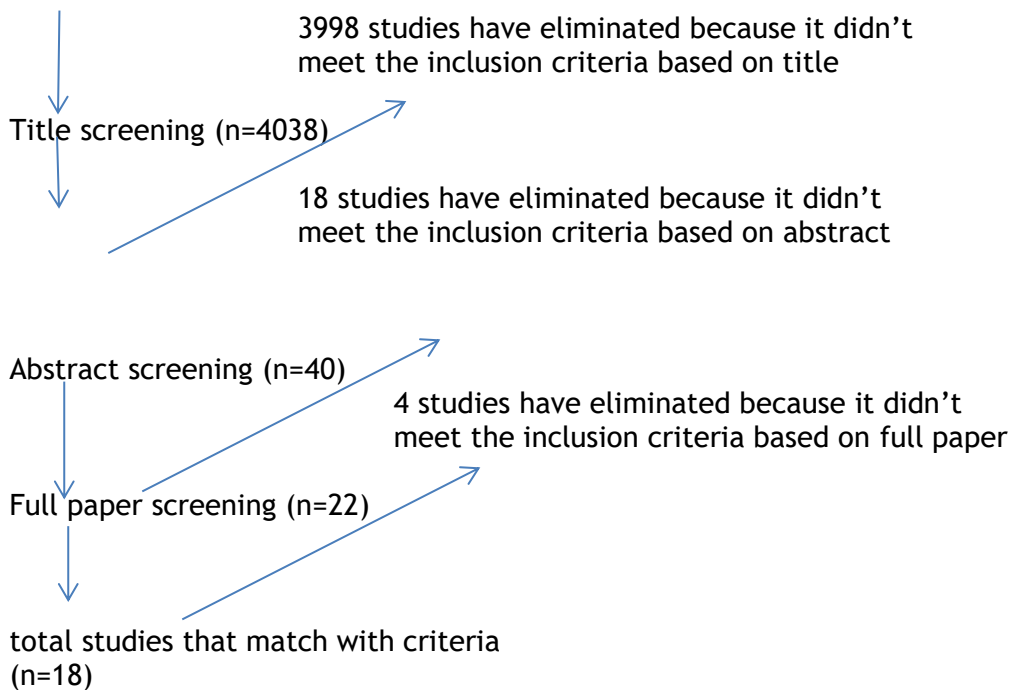 3998 studies have eliminated because it didn’t
meet the inclusion criteria based on title
Title screening (n=4038)
18 studies have eliminated because it didn’t
meet the inclusion criteria based on abstract
Abstract screening (n=40)
4 studies have eliminated because it didn’t
meet the inclusion criteria based on full paper
Full paper screening (n=22)
total studies that match with criteria
(n=18)